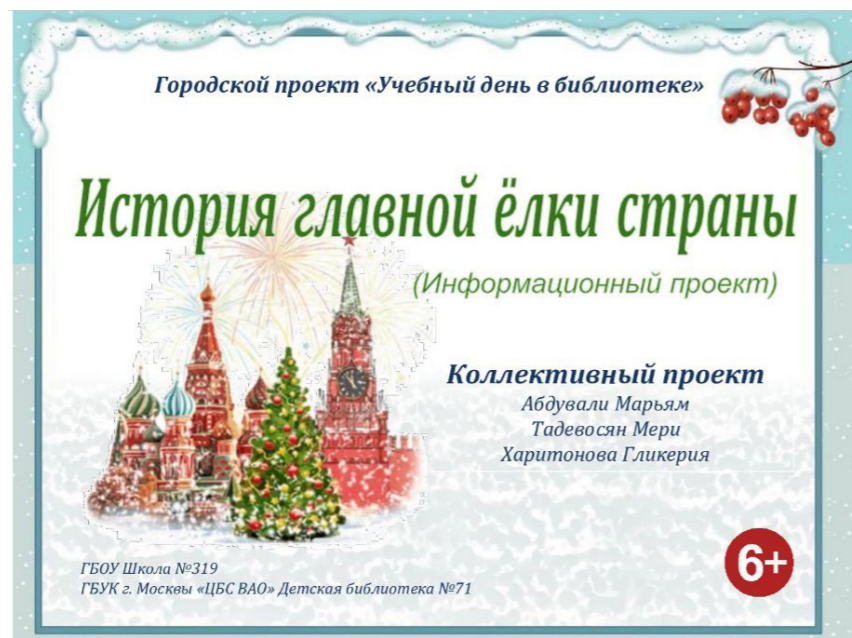 Городской проект «Учебный день в библиотеке»
История главной ёлки страны
(Информационный проект)
Коллективный проект
Абдували Марьям
Тадевосян Мери
Харитонова Гликерия
ГБОУ Школа №319
ГБУК г. Москвы «ЦБС ВАО» Детская библиотека №71
6+